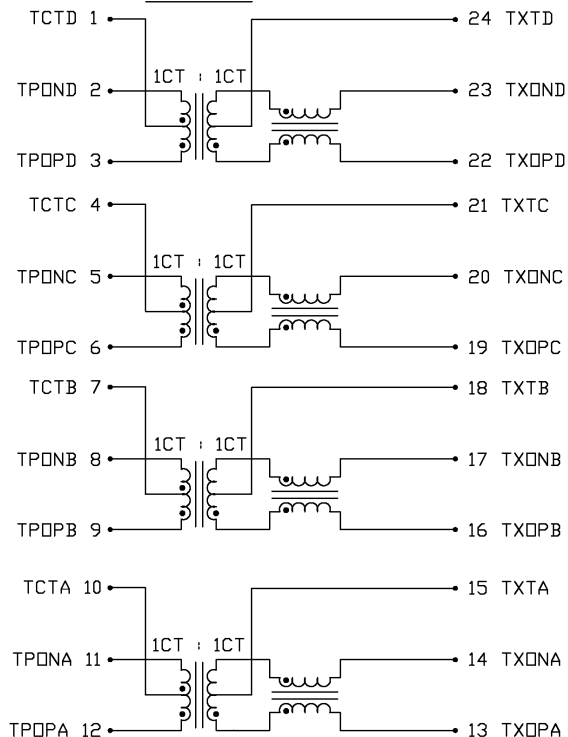 TCTD 1 24 TXTD
1CT : 1CT
TPOND 2 23 TXOND
TPOPD 3 22 TXOPD
TCTC 4 21 TXTC
1CT : 1CT
TPONC 5 20 TXONC
TPOPC 6 19 TXOPC
TCTB 7 18 TXTB
1CT : 1CT
TPONB 8 17 TXONB
TPOPB 9 16 TXOPB
TCTA 10 15 TXTA
1CT : 1CT
TPONA 11 14 TXONA
TPOPA 12 13 TXOPA